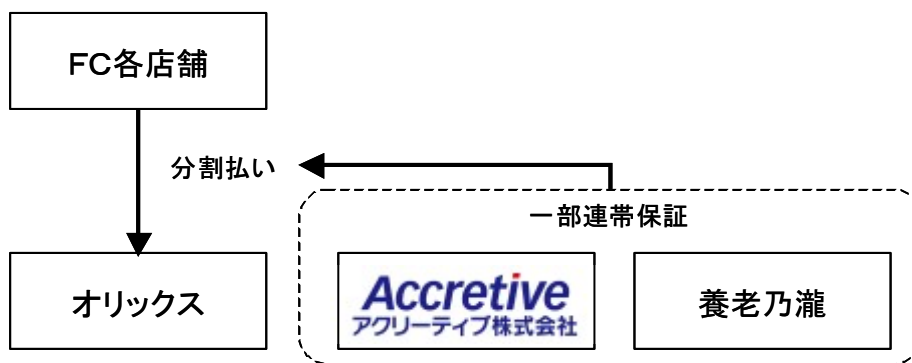 FC各店舗
分割払い
一部連帯保証
オリックス
Accretive
アクリーティブ株式会社
養老乃瀧